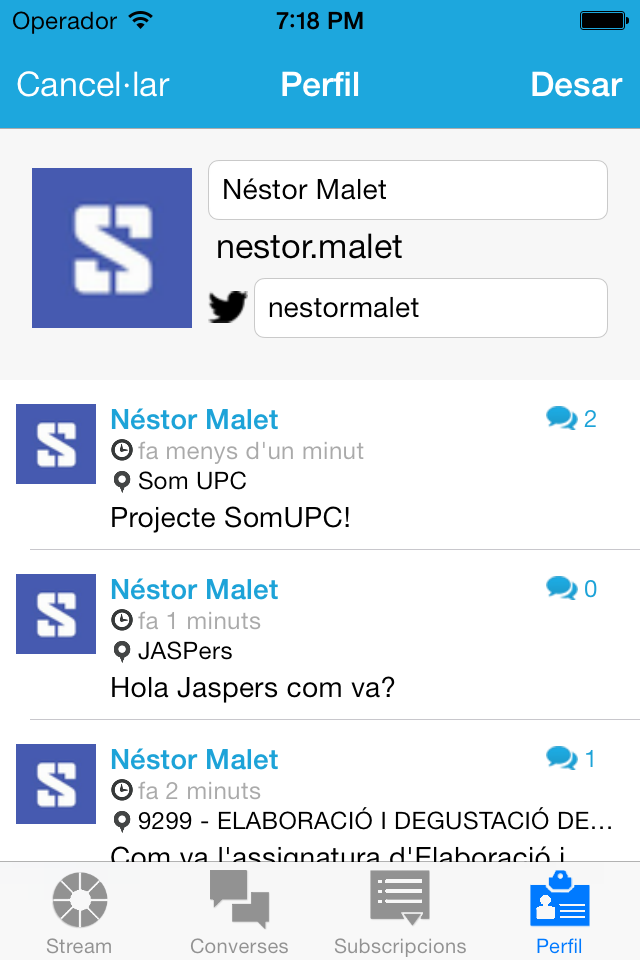 Operador 7:18 PM
Cancel·lar Perfil Desar
Néstor Malet
nestor.malet
nestormalet
Néstor Malet 2
fa menys d'un minut
Som UPC
Projecte SomUPC!
Néstor Malet 0
fa 1 minuts
JASPers
Hola Jaspers com va?
Néstor Malet 1
fa 2 minuts
9299 - ELABORACIÓ I DEGUSTACIÓ DE...
Com va l'assignatura d'Elaboració i
Stream Converses Subscripcions Perfil